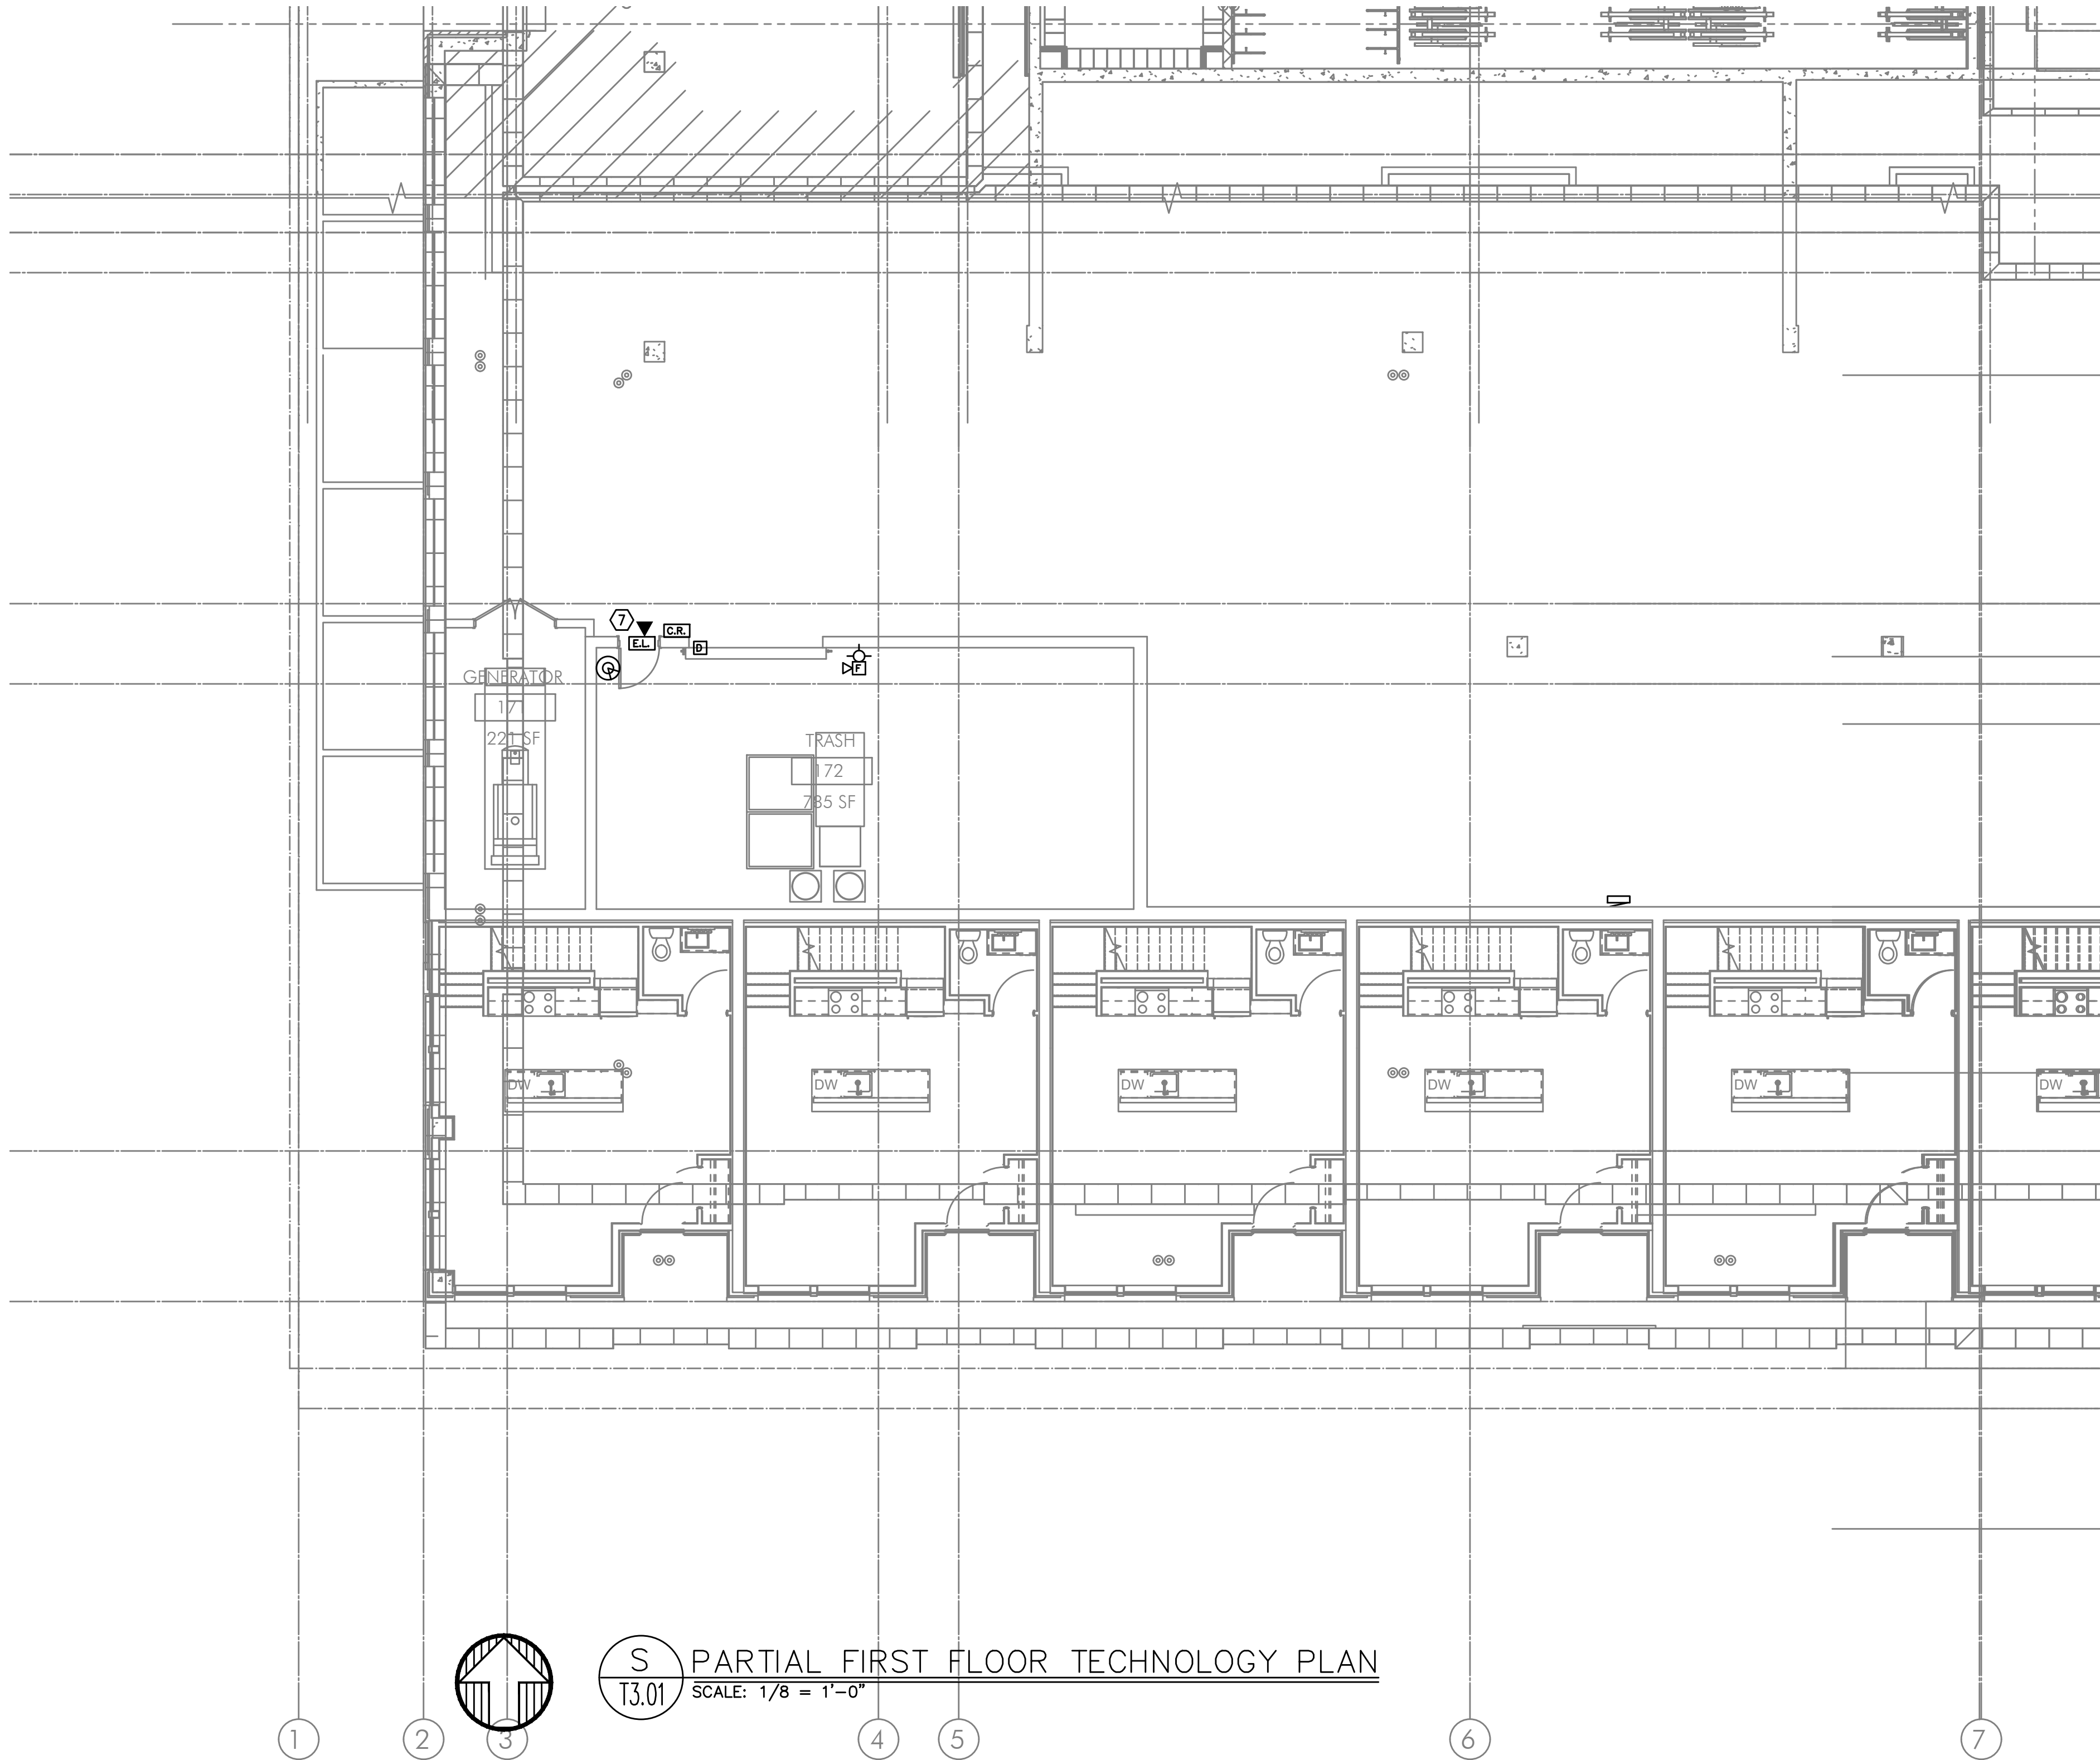 7
C.R.
E.L.
D
F
GENERATOR
171
221 SF
TRASH
172
785 SF
DW
DW
DW
DW
DW
DW
S
PARTIAL FIRST FLOOR TECHNOLOGY PLAN
T3.01
SCALE: 1/8 = 1'-0"
1
2
3
4
5
6
7